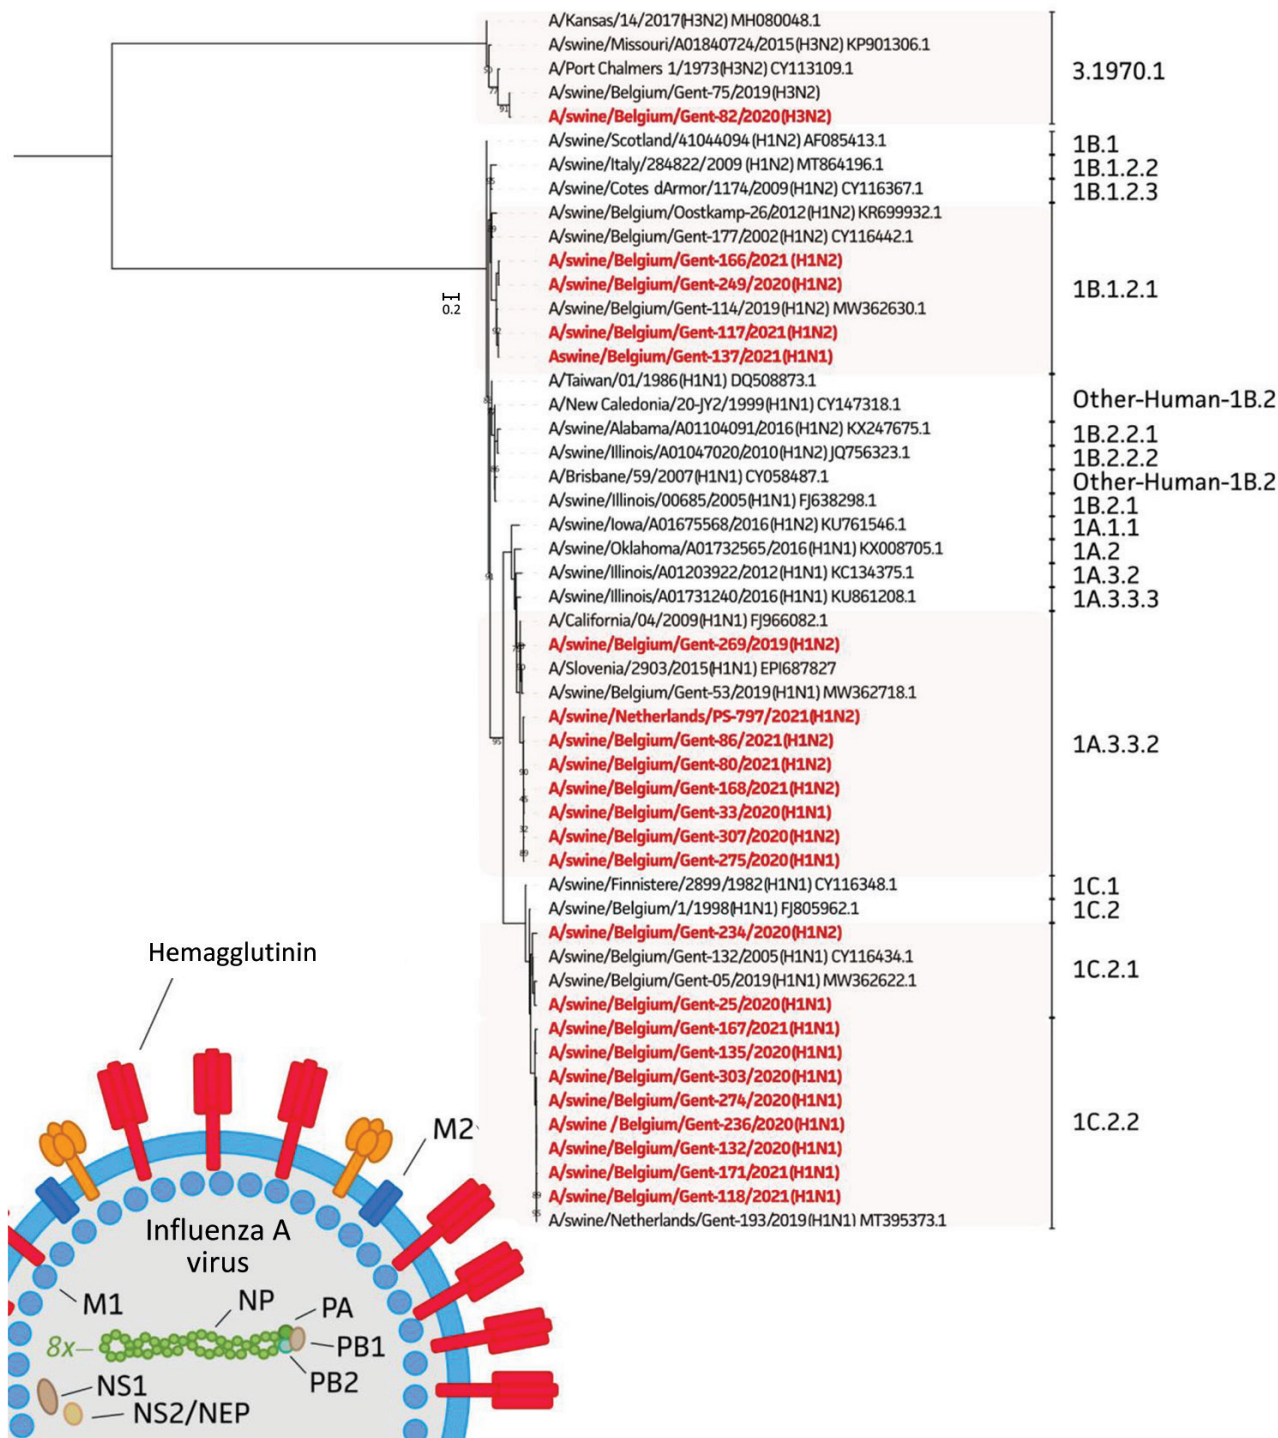 A/Kansas/14/2017(H3N2) MH080048.1
A/swine/Missouri/A01840724/2015(H3N2) KP901306.1
A/Port Chalmers 1/1973(H3N2) CY113109.1
A/swine/Belgium/Gent-75/2019(H3N2)
A/swine/Belgium/Gent-82/2020(H3N2)
3.1970.1
A/swine/Scotland/41044094 (H1N2) AF085413.1
1B.1
A/swine/Italy/284822/2009 (H1N2) MT864196.1
1B.1.2.2
A/swine/Cotes dArmor/1174/2009(H1N2) CY116367.1
1B.1.2.3
A/swine/Belgium/Oostkamp-26/2012(H1N2) KR699932.1
A/swine/Belgium/Gent-177/2002(H1N2) CY116442.1
A/swine/Belgium/Gent-166/2021 (H1N2)
A/swine/Belgium/Gent-249/2020(H1N2)
A/swine/Belgium/Gent-114/2019(H1N2) MW362630.1
A/swine/Belgium/Gent-117/2021(H1N2)
Aswine/Belgium/Gent-137/2021(H1N1)
1B.1.2.1
0.2
A/Taiwan/01/1986(H1N1) DQ508873.1
A/New Caledonia/20-JY2/1999(H1N1) CY147318.1
Other-Human-1B.2
A/swine/Alabama/A01104091/2016(H1N2) KX247675.1
1B.2.2.1
A/swine/Illinois/A01047020/2010(H1N2) JQ756323.1
1B.2.2.2
A/Brisbane/59/2007(H1N1) CY058487.1
Other-Human-1B.2
A/swine/Illinois/00685/2005(H1N1) FJ638298.1
1B.2.1
A/swine/Iowa/A01675568/2016(H1N2) KU761546.1
1A.1.1
A/swine/Oklahoma/A01732565/2016(H1N1) KX008705.1
1A.2
A/swine/Illinois/A01203922/2012(H1N1) KC134375.1
1A.3.2
A/swine/Illinois/A01731240/2016(H1N1) KU861208.1
1A.3.3.3
A/California/04/2009(H1N1) FJ966082.1
A/swine/Belgium/Gent-269/2019(H1N2)
A/Slovenia/2903/2015(H1N1) EPI687827
A/swine/Belgium/Gent-53/2019(H1N1) MW362718.1
A/swine/Netherlands/PS-797/2021(H1N2)
A/swine/Belgium/Gent-86/2021(H1N2)
A/swine/Belgium/Gent-80/2021(H1N2)
A/swine/Belgium/Gent-168/2021(H1N2)
A/swine/Belgium/Gent-33/2020(H1N1)
A/swine/Belgium/Gent-307/2020(H1N2)
A/swine/Belgium/Gent-275/2020(H1N1)
1A.3.3.2
A/swine/Finnistere/2899/1982(H1N1) CY116348.1
1C.1
A/swine/Belgium/1/1998(H1N1) FJ805962.1
1C.2
A/swine/Belgium/Gent-234/2020(H1N2)
A/swine/Belgium/Gent-132/2005(H1N1) CY116434.1
A/swine/Belgium/Gent-05/2019(H1N1) MW362622.1
A/swine/Belgium/Gent-25/2020(H1N1)
1C.2.1
A/swine/Belgium/Gent-167/2021(H1N1)
A/swine/Belgium/Gent-135/2020(H1N1)
A/swine/Belgium/Gent-303/2020(H1N1)
A/swine/Belgium/Gent-274/2020(H1N1)
A/swine /Belgium/Gent-236/2020(H1N1)
A/swine/Belgium/Gent-132/2020(H1N1)
A/swine/Belgium/Gent-171/2021(H1N1)
A/swine/Belgium/Gent-118/2021(H1N1)
A/swine/Netherlands/Gent-193/2019(H1N1) MT395373.1
1C.2.2
Hemagglutinin
M2
Influenza A
virus
M1
NP
PA
8x
PB1
PB2
NS1
NS2/NEP